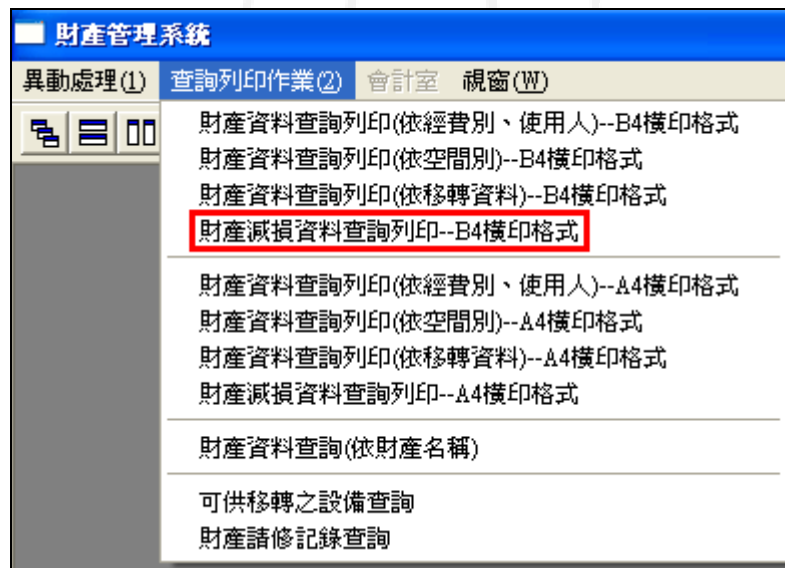 財產管理系統
異動處理(1) 查詢列印作業(2) 會計室 視窗(W)
財產資料查詢列印(依經費別、使用人)--B4橫印格式
財產資料查詢列印(依空間別)--B4橫印格式
財產資料查詢列印(依移轉資料)--B4橫印格式
財產減損資料查詢列印--B4橫印格式
財產資料查詢列印(依經費別、使用人)--A4橫印格式
財產資料查詢列印(依空間別)--A4橫印格式
財產資料查詢列印(依移轉資料)--A4橫印格式
財產減損資料查詢列印--A4橫印格式
財產資料查詢(依財產名稱)
可供移轉之設備查詢
財產請修記錄查詢